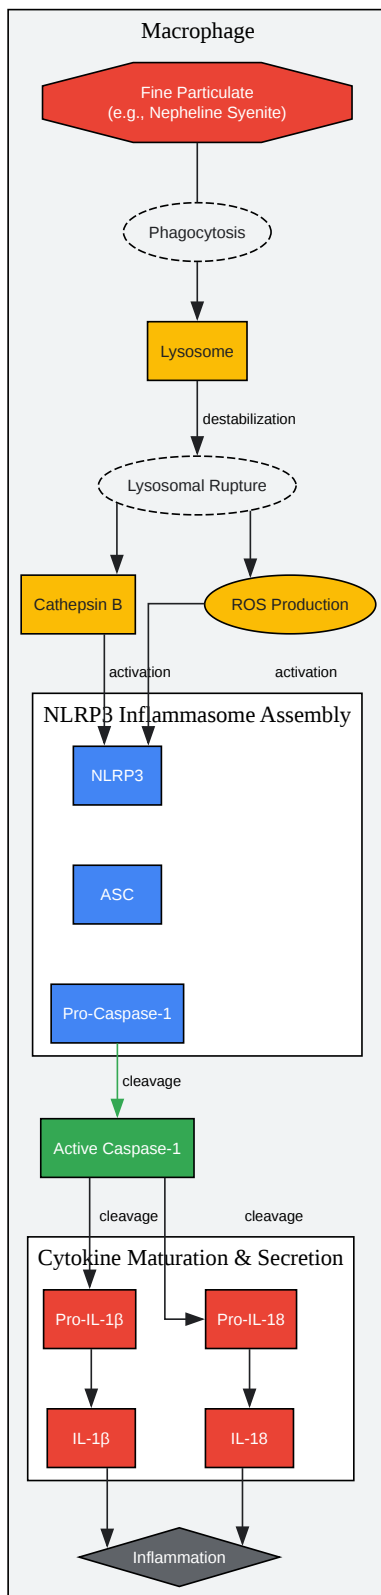 Macrophage
Fine Particulate
(e.g., Nepheline Syenite)
Phagocytosis
Lysosome
destabilization
Lysosomal Rupture
Cathepsin B
ROS Production
activation
activation
NLRP3 Inflammasome Assembly
NLRP3
ASC
Pro-Caspase-1
cleavage
Active Caspase-1
cleavage
cleavage
Cytokine Maturation & Secretion
Pro-IL-1β
Pro-IL-18
IL-1β
IL-18
Inflammation